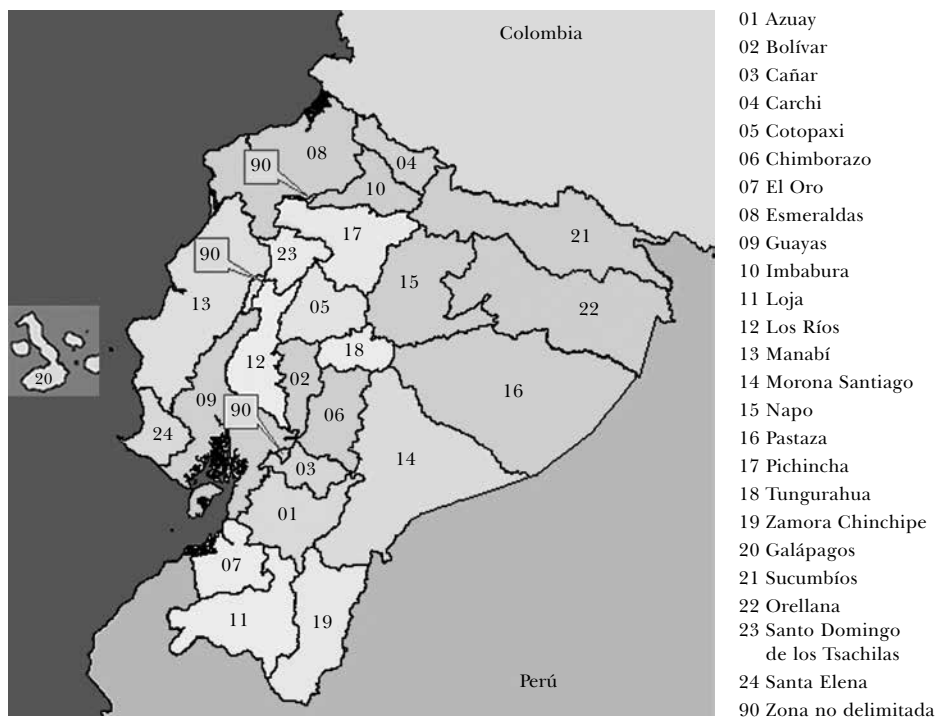 Colombia
08
04
90
10
17
21
23
90
15
13
05
22
20
12
18
02
16
09
90
06
24
14
03
01
07
11
19
Perú
01 Azuay
02 Bolívar
03 Cañar
04 Carchi
05 Cotopaxi
06 Chimborazo
07 El Oro
08 Esmeraldas
09 Guayas
10 Imbabura
11 Loja
12 Los Ríos
13 Manabí
14 Morona Santiago
15 Napo
16 Pastaza
17 Pichincha
18 Tungurahua
19 Zamora Chinchipe
20 Galápagos
21 Sucumbíos
22 Orellana
23 Santo Domingo
de los Tsachilas
24 Santa Elena
90 Zona no delimitada